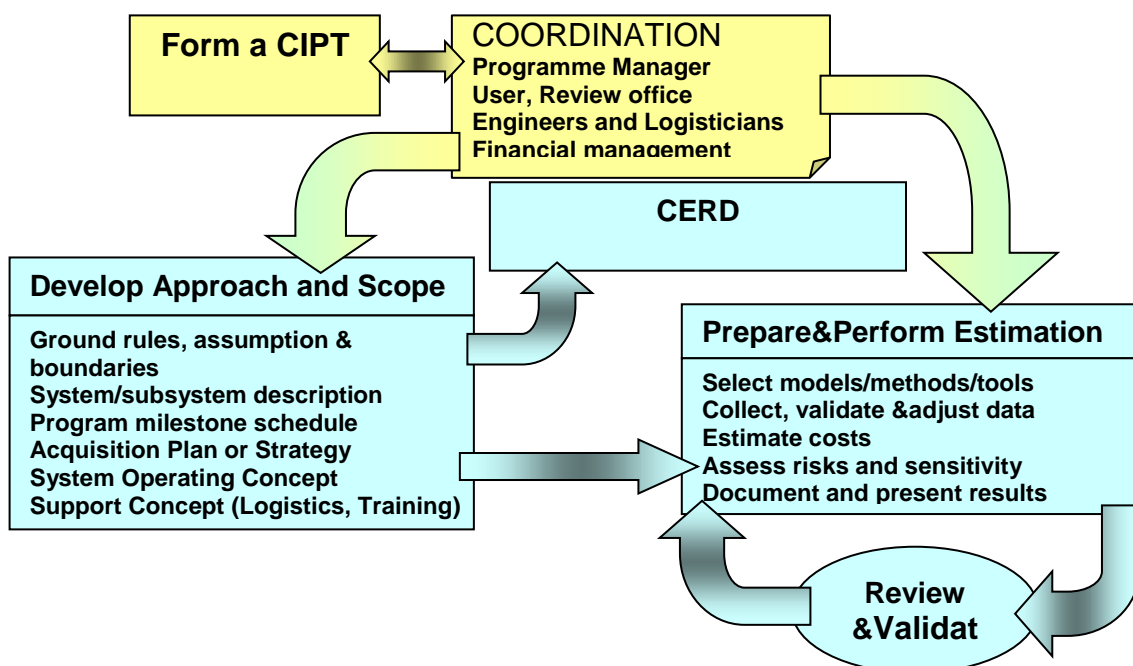 Form a CIPT
COORDINATION
Programme Manager
User, Review office
Engineers and Logisticians
Financial management
CERD
Develop Approach and Scope
Ground rules, assumption &
boundaries
System/subsystem description
Program milestone schedule
Acquisition Plan or Strategy
System Operating Concept
Support Concept (Logistics, Training)
Prepare&Perform Estimation
Select models/methods/tools
Collect, validate &adjust data
Estimate costs
Assess risks and sensitivity
Document and present results
Review
&Validat